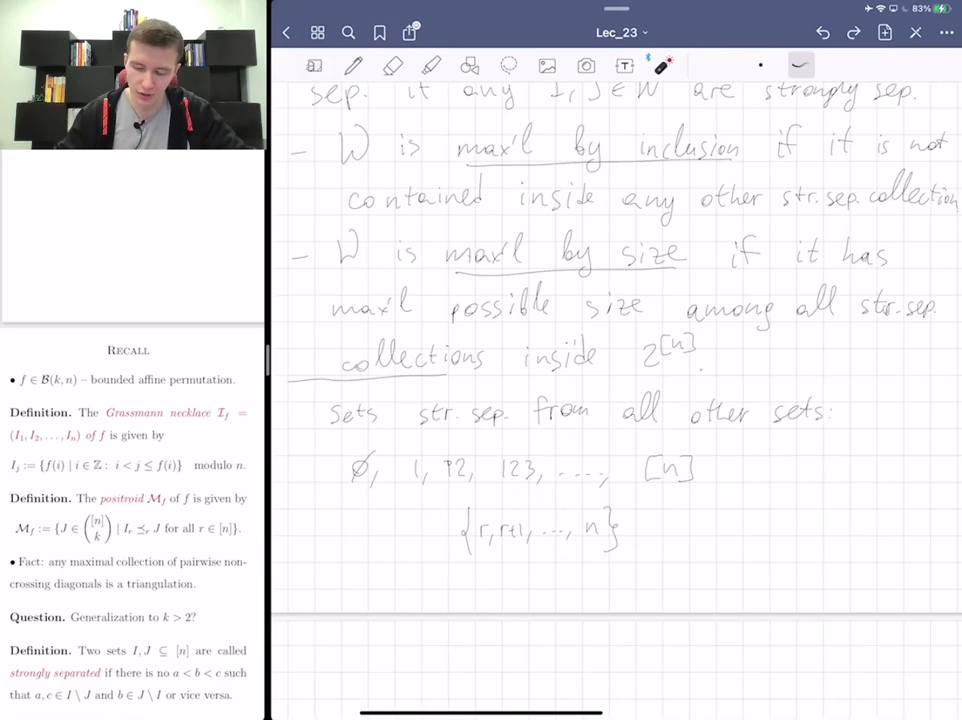 83%
Lec_23
RECALL
• f ∈ B(k, n) – bounded affine permutation.
Definition. The Grassmann necklace I_f =
(I_1, I_2, . . . , I_n) of f is given by
I_j := {f(i) | i ∈ Z : i < j ≤ f(i)} modulo n.
Definition. The positroid M_f of f is given by
M_f := {J ∈ ([n] k) | I_r ⪯_r J for all r ∈ [n]}.
• Fact: any maximal collection of pairwise non-
crossing diagonals is a triangulation.
Question. Generalization to k > 2?
Definition. Two sets I, J ⊆ [n] are called
strongly separated if there is no a < b < c such
that a, c ∈ I \ J and b ∈ J \ I or vice versa.
sep. if any I, J ∈ W are strongly sep.
– W is max'l by inclusion if it is not
contained inside any other str. sep. collection
– W is max'l by size if it has
max'l possible size among all str. sep.
collections inside 2^[n].
Sets str. sep. from all other sets:
∅, 1, 12, 123, ...., [n]
{r, r+1, ..., n}